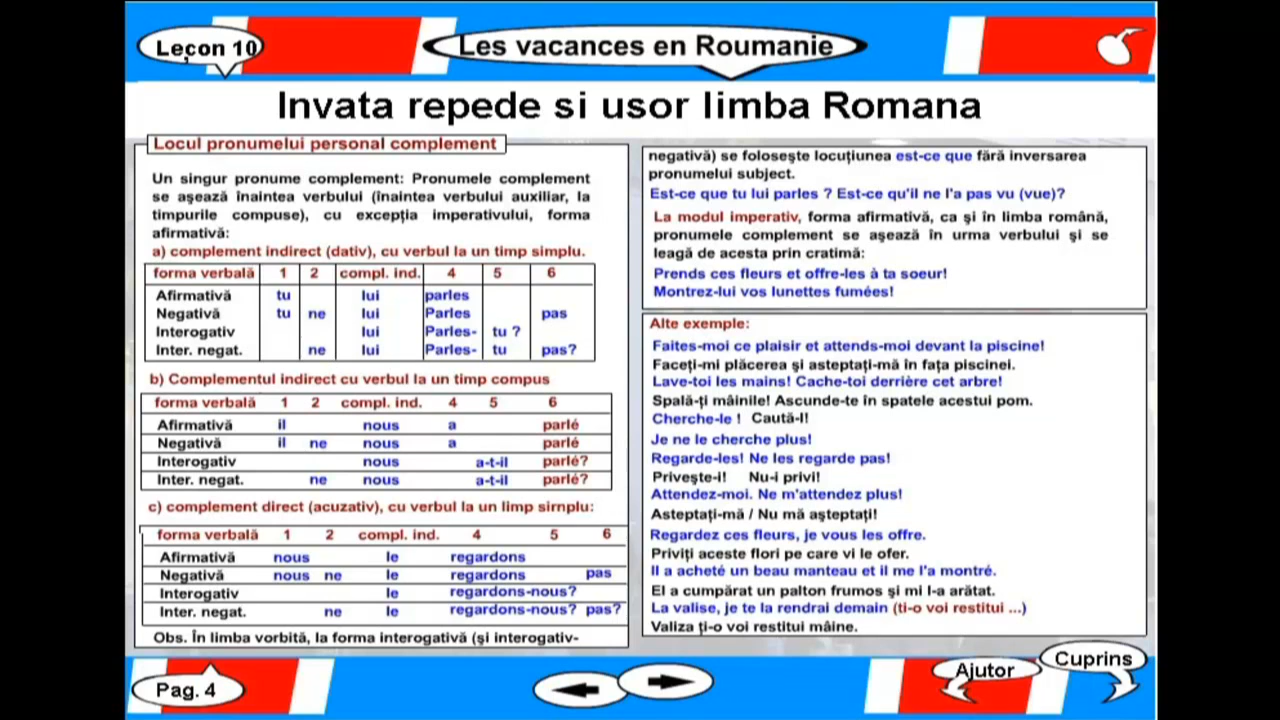 Leçon 10
Les vacances en Roumanie
Invata repede si usor limba Romana
Locul pronumelui personal complement
Un singur pronume complement: Pronumele complement
se aşează înaintea verbului (înaintea verbului auxiliar, la
timpurile compuse), cu excepţia imperativului, forma
afirmativă:
a) complement indirect (dativ), cu verbul la un timp simplu.
forma verbală 1 2 compl. ind. 4 5 6
Afirmativă tu lui parles
Negativă tu ne lui Parles pas
Interogativ lui Parles- tu ?
Inter. negat. ne lui Parles- tu pas?
b) Complementul indirect cu verbul la un timp compus
forma verbală 1 2 compl. ind. 4 5 6
Afirmativă il nous a parlé
Negativă il ne nous a parlé
Interogativ nous a-t-il parlé?
Inter. negat. ne nous a-t-il parlé?
c) complement direct (acuzativ), cu verbul la un limp sirnplu:
forma verbală 1 2 compl. ind. 4 5 6
Afirmativă nous le regardons
Negativă nous ne le regardons pas
Interogativ le regardons-nous?
Inter. negat. ne le regardons-nous? pas?
Obs. În limba vorbită, la forma interogativă (şi interogativ-
negativă) se foloseşte locuţiunea est-ce que fără inversarea
pronumelui subject.
Est-ce que tu lui parles ? Est-ce qu'il ne l'a pas vu (vue)?
La modul imperativ, forma afirmativă, ca şi în limba română,
pronumele complement se aşează în urma verbului şi se
leagă de acesta prin cratimă:
Prends ces fleurs et offre-les à ta soeur!
Montrez-lui vos lunettes fumées!
Alte exemple:
Faites-moi ce plaisir et attends-moi devant la piscine!
Faceţi-mi plăcerea şi asteptaţi-mă în faţa piscinei.
Lave-toi les mains! Cache-toi derrière cet arbre!
Spală-ţi mâinile! Ascunde-te în spatele acestui pom.
Cherche-le ! Caută-l!
Je ne le cherche plus!
Regarde-les! Ne les regarde pas!
Priveşte-i! Nu-i privi!
Attendez-moi. Ne m'attendez plus!
Asteptaţi-mă / Nu mă aşteptaţi!
Regardez ces fleurs, je vous les offre.
Priviţi aceste flori pe care vi le ofer.
Il a acheté un beau manteau et il me l'a montré.
El a cumpărat un palton frumos şi mi l-a arătat.
La valise, je te la rendrai demain (ti-o voi restitui ...)
Valiza ţi-o voi restitui mâine.
Pag. 4
Ajutor
Cuprins